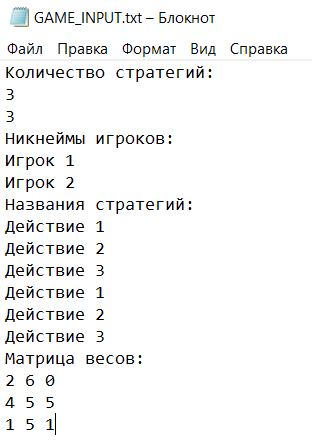 GAME_INPUT.txt – Блокнот
Файл Правка Формат Вид Справка
Количество стратегий:
3
3
Никнеймы игроков:
Игрок 1
Игрок 2
Названия стратегий:
Действие 1
Действие 2
Действие 3
Действие 1
Действие 2
Действие 3
Матрица весов:
2 6 0
4 5 5
1 5 1